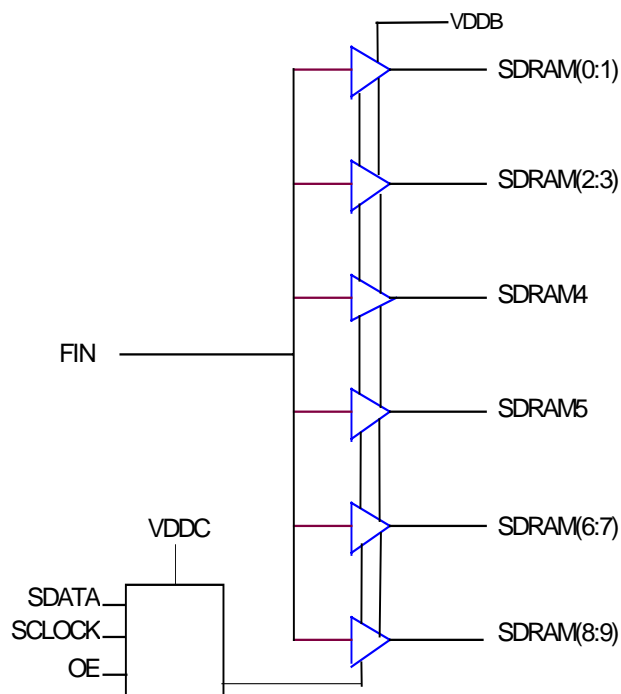 VDDB
SDRAM(0:1)
SDRAM(2:3)
SDRAM4
FIN
SDRAM5
VDDC
SDRAM(6:7)
SDATA
SCLOCK
SDRAM(8:9)
OE